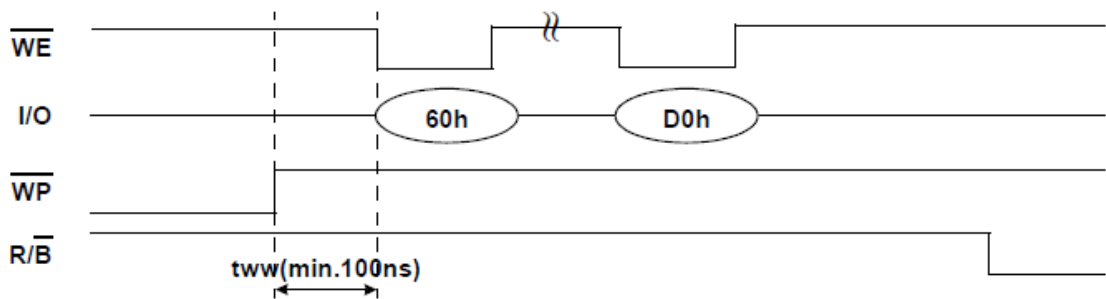 WE
I/O
60h
D0h
WP
R/B
tww(min.100ns)